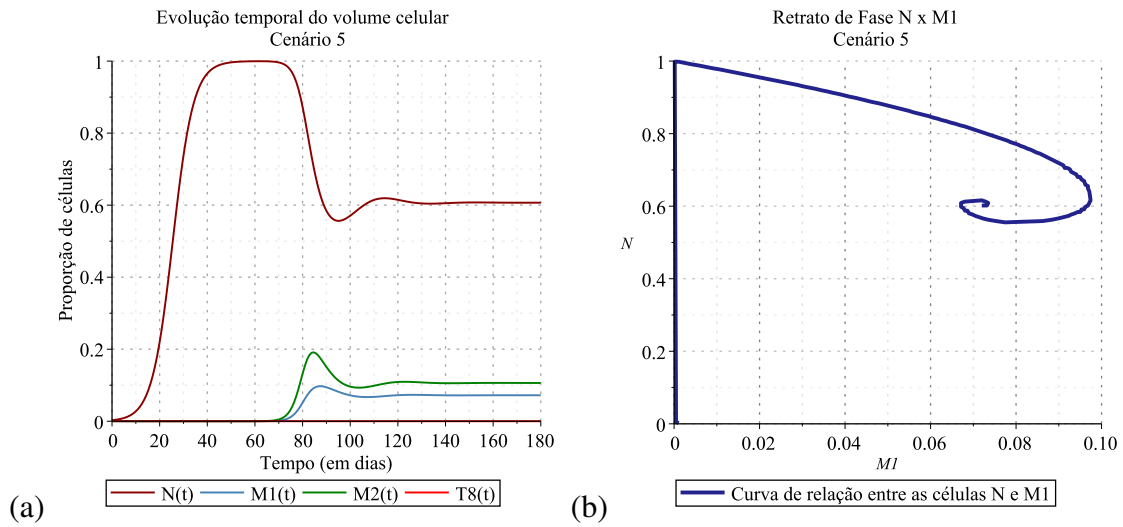 Evolução temporal do volume celular
Cenário 5
Proporção de células
1
0.8
0.6
0.4
0.2
0
0 20 40 60 80 100 120 140 160 180
Tempo (em dias)
N(t) M1(t) M2(t) T8(t)
(a)
Retrato de Fase N x M1
Cenário 5
1
0.8
0.6
N
0.4
0.2
0
0 0.02 0.04 0.06 0.08 0.10
M1
Curva de relação entre as células N e M1
(b)